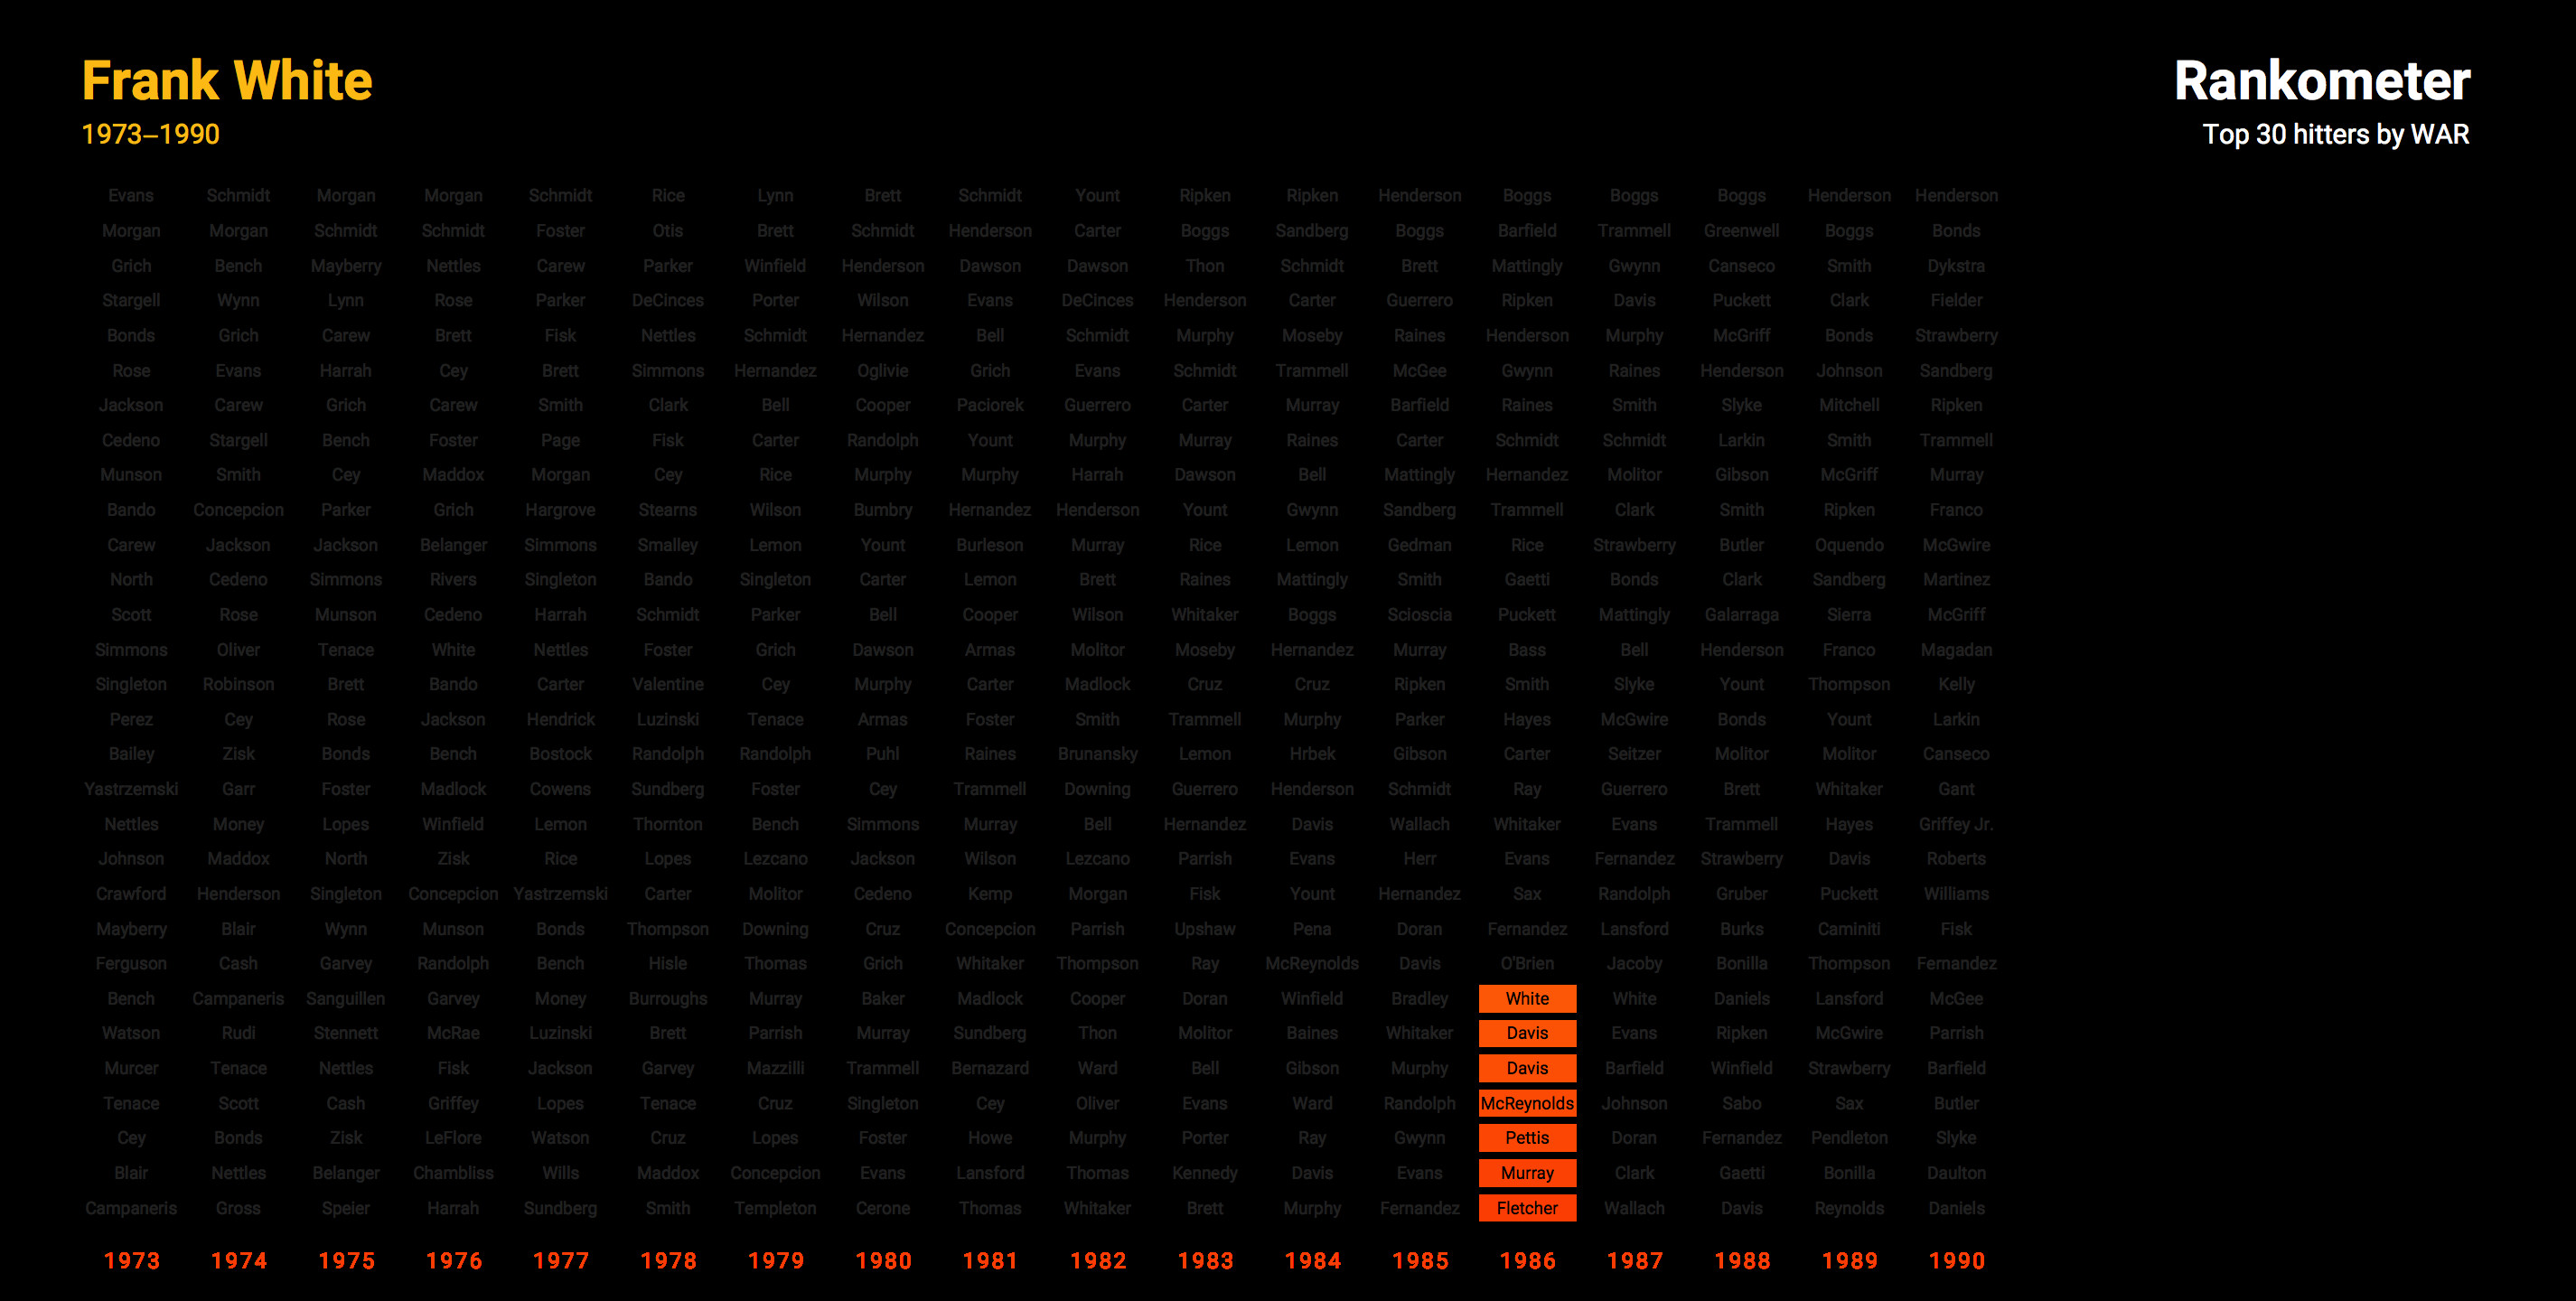 Frank White
1973–1990
Rankometer
Top 30 hitters by WAR
Evans Schmidt Morgan Morgan Schmidt Rice Lynn Brett Schmidt Yount Ripken Ripken Henderson Boggs Boggs Boggs Henderson Henderson
Morgan Morgan Schmidt Schmidt Foster Otis Brett Schmidt Henderson Carter Boggs Sandberg Boggs Barfield Trammell Greenwell Boggs Bonds
Grich Bench Mayberry Nettles Carew Parker Winfield Henderson Dawson Dawson Thon Schmidt Brett Mattingly Gwynn Canseco Smith Dykstra
Stargell Wynn Lynn Rose Parker DeCinces Porter Wilson Evans DeCinces Henderson Carter Guerrero Ripken Davis Puckett Clark Fielder
Bonds Grich Carew Brett Fisk Nettles Schmidt Hernandez Bell Schmidt Murphy Moseby Raines Henderson Murphy McGriff Bonds Strawberry
Rose Evans Harrah Cey Brett Simmons Hernandez Oglivie Grich Evans Schmidt Trammell McGee Gwynn Raines Henderson Johnson Sandberg
Jackson Carew Grich Carew Smith Clark Bell Cooper Paciorek Guerrero Carter Murray Barfield Raines Smith Slyke Mitchell Ripken
Cedeno Stargell Bench Foster Page Fisk Carter Randolph Yount Murphy Murray Raines Carter Schmidt Schmidt Larkin Smith Trammell
Munson Smith Cey Maddox Morgan Cey Rice Murphy Murphy Harrah Dawson Bell Mattingly Hernandez Molitor Gibson McGriff Murray
Bando Concepcion Parker Grich Hargrove Stearns Wilson Bumbry Hernandez Henderson Yount Gwynn Sandberg Trammell Clark Smith Ripken Franco
Carew Jackson Jackson Belanger Simmons Smalley Lemon Yount Burleson Murray Rice Lemon Gedman Rice Strawberry Butler Oquendo McGwire
North Cedeno Simmons Rivers Singleton Bando Singleton Carter Lemon Brett Raines Mattingly Smith Gaetti Bonds Clark Sandberg Martinez
Scott Rose Munson Cedeno Harrah Schmidt Parker Bell Cooper Wilson Whitaker Boggs Scioscia Puckett Mattingly Galarraga Sierra McGriff
Simmons Oliver Tenace White Nettles Foster Grich Dawson Armas Molitor Moseby Hernandez Murray Bass Bell Henderson Franco Magadan
Singleton Robinson Brett Bando Carter Valentine Cey Murphy Carter Madlock Cruz Cruz Ripken Smith Slyke Yount Thompson Kelly
Perez Cey Rose Jackson Hendrick Luzinski Tenace Armas Foster Smith Trammell Murphy Parker Hayes McGwire Bonds Yount Larkin
Bailey Zisk Bonds Bench Bostock Randolph Randolph Puhl Raines Brunansky Lemon Hrbek Gibson Carter Seitzer Molitor Molitor Canseco
Yastrzemski Garr Foster Madlock Cowens Sundberg Foster Cey Trammell Downing Guerrero Henderson Schmidt Ray Guerrero Brett Whitaker Gant
Nettles Money Lopes Winfield Lemon Thornton Bench Simmons Murray Bell Hernandez Davis Wallach Whitaker Evans Trammell Hayes Griffey Jr.
Johnson Maddox North Zisk Rice Lopes Lezcano Jackson Wilson Lezcano Parrish Evans Herr Evans Fernandez Strawberry Davis Roberts
Crawford Henderson Singleton Concepcion Yastrzemski Carter Molitor Cedeno Kemp Morgan Fisk Yount Hernandez Sax Randolph Gruber Puckett Williams
Mayberry Blair Wynn Munson Bonds Thompson Downing Cruz Concepcion Parrish Upshaw Pena Doran Fernandez Lansford Burks Caminiti Fisk
Ferguson Cash Garvey Randolph Bench Hisle Thomas Grich Whitaker Thompson Ray McReynolds Davis O'Brien Jacoby Bonilla Thompson Fernandez
Bench Campaneris Sanguillen Garvey Money Burroughs Murray Baker Madlock Cooper Doran Winfield Bradley White White Daniels Lansford McGee
Watson Rudi Stennett McRae Luzinski Brett Parrish Murray Sundberg Thon Molitor Baines Whitaker Davis Evans Ripken McGwire Parrish
Murcer Tenace Nettles Fisk Jackson Garvey Mazzilli Trammell Bernazard Ward Bell Gibson Murphy Davis Barfield Winfield Strawberry Barfield
Tenace Scott Cash Griffey Lopes Tenace Cruz Singleton Cey Oliver Evans Ward Randolph McReynolds Johnson Sabo Sax Butler
Cey Bonds Zisk LeFlore Watson Cruz Lopes Foster Howe Murphy Porter Ray Gwynn Pettis Doran Fernandez Pendleton Slyke
Blair Nettles Belanger Chambliss Wills Maddox Concepcion Evans Lansford Thomas Kennedy Davis Evans Murray Clark Gaetti Bonilla Daulton
Campaneris Gross Speier Harrah Sundberg Smith Templeton Cerone Thomas Whitaker Brett Murphy Fernandez Fletcher Wallach Davis Reynolds Daniels
1973 1974 1975 1976 1977 1978 1979 1980 1981 1982 1983 1984 1985 1986 1987 1988 1989 1990